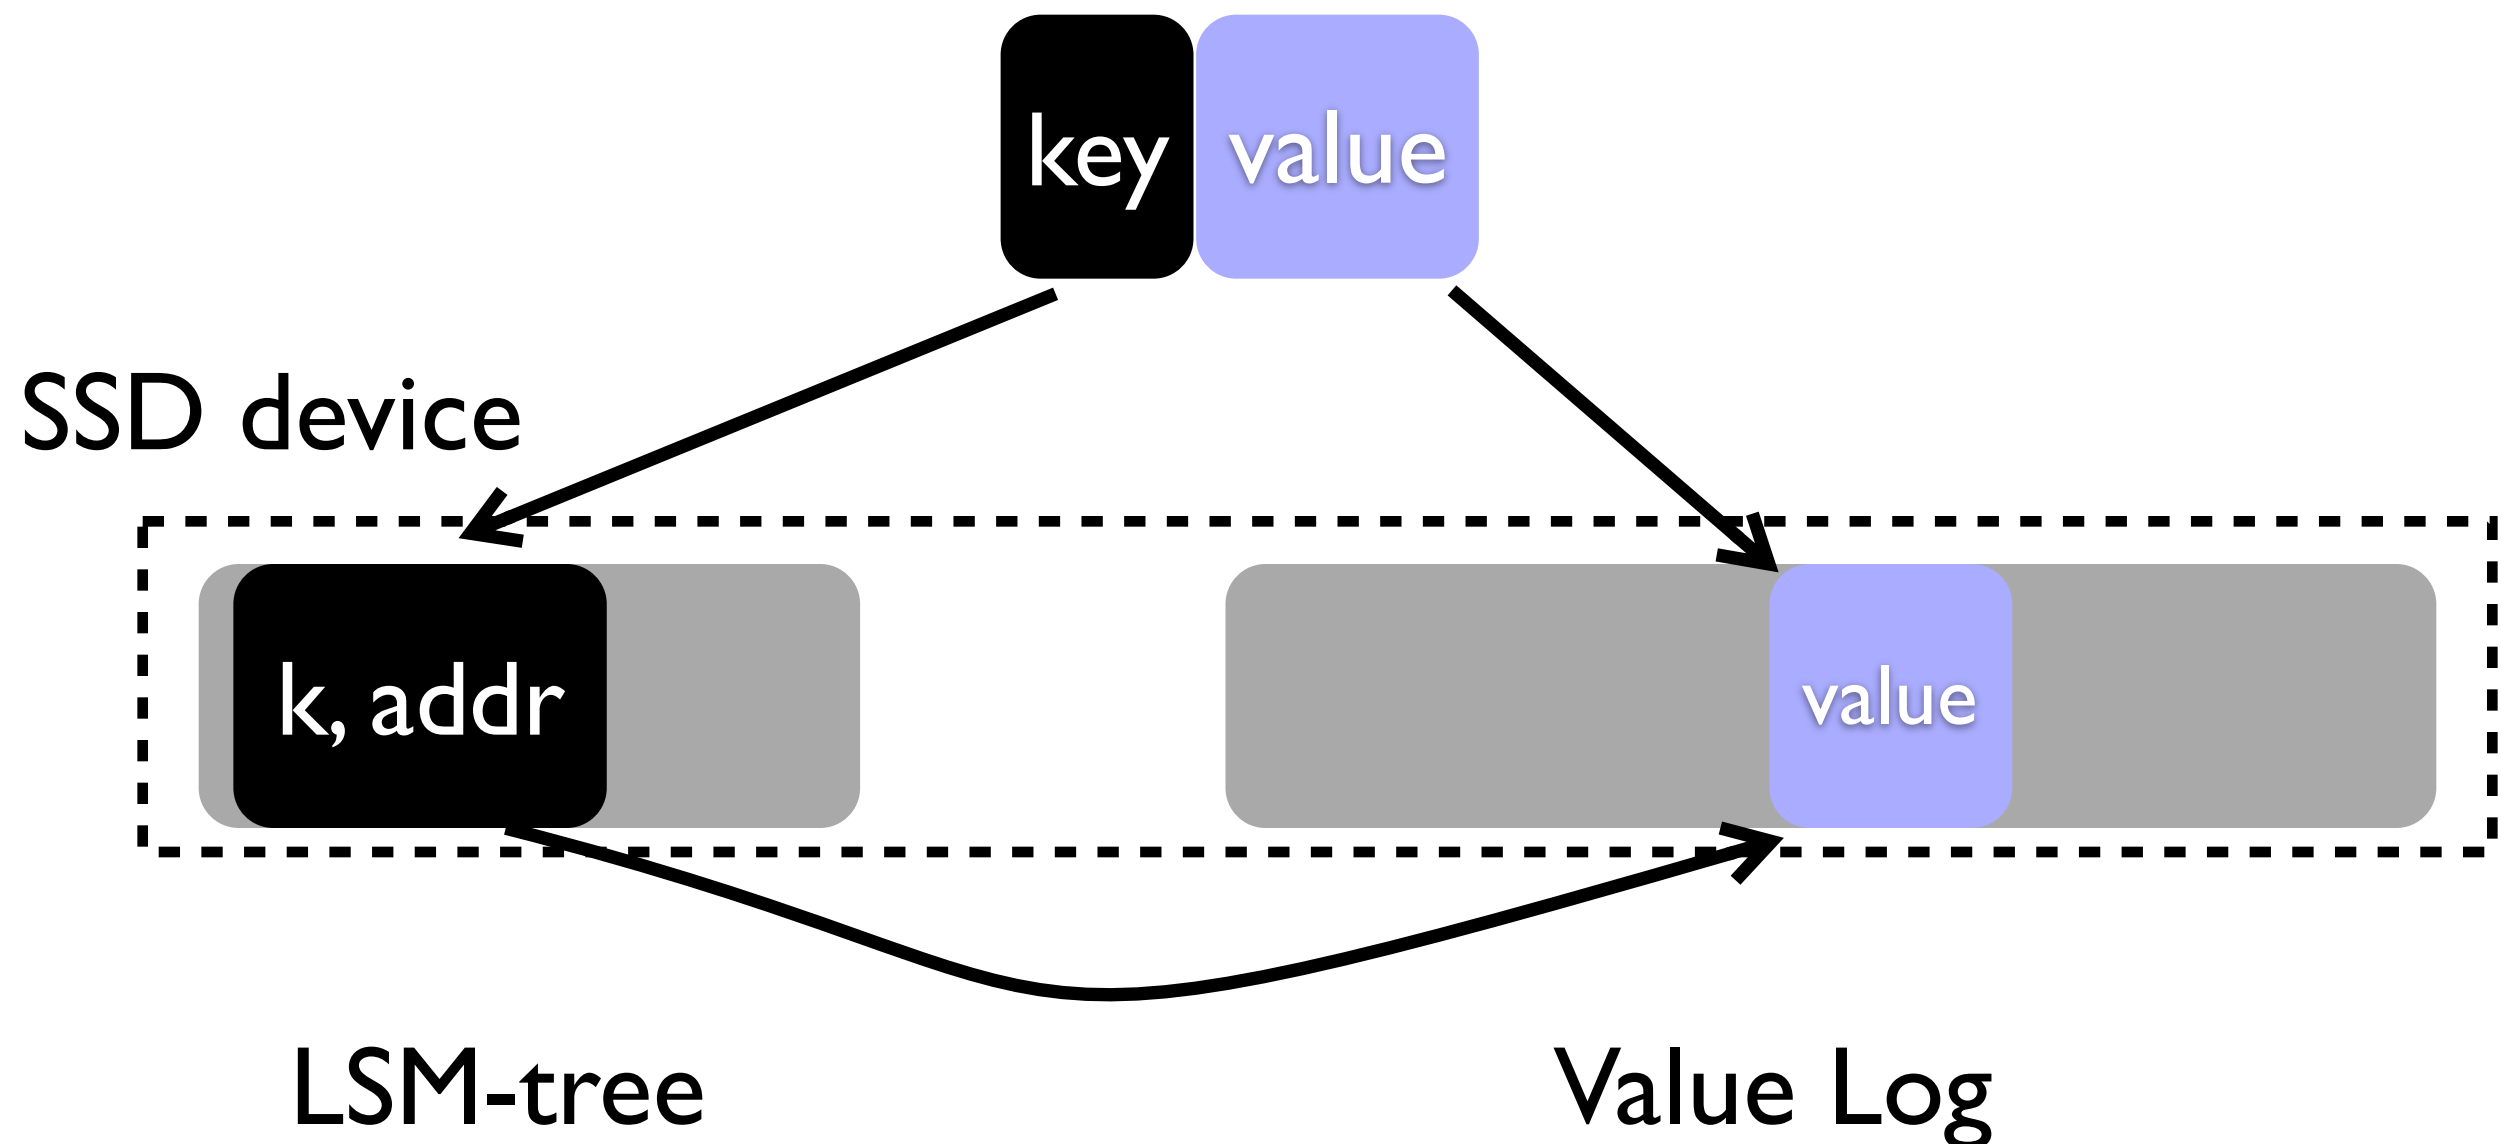 key
value
SSD device
k, addr
value
LSM-tree
Value Log